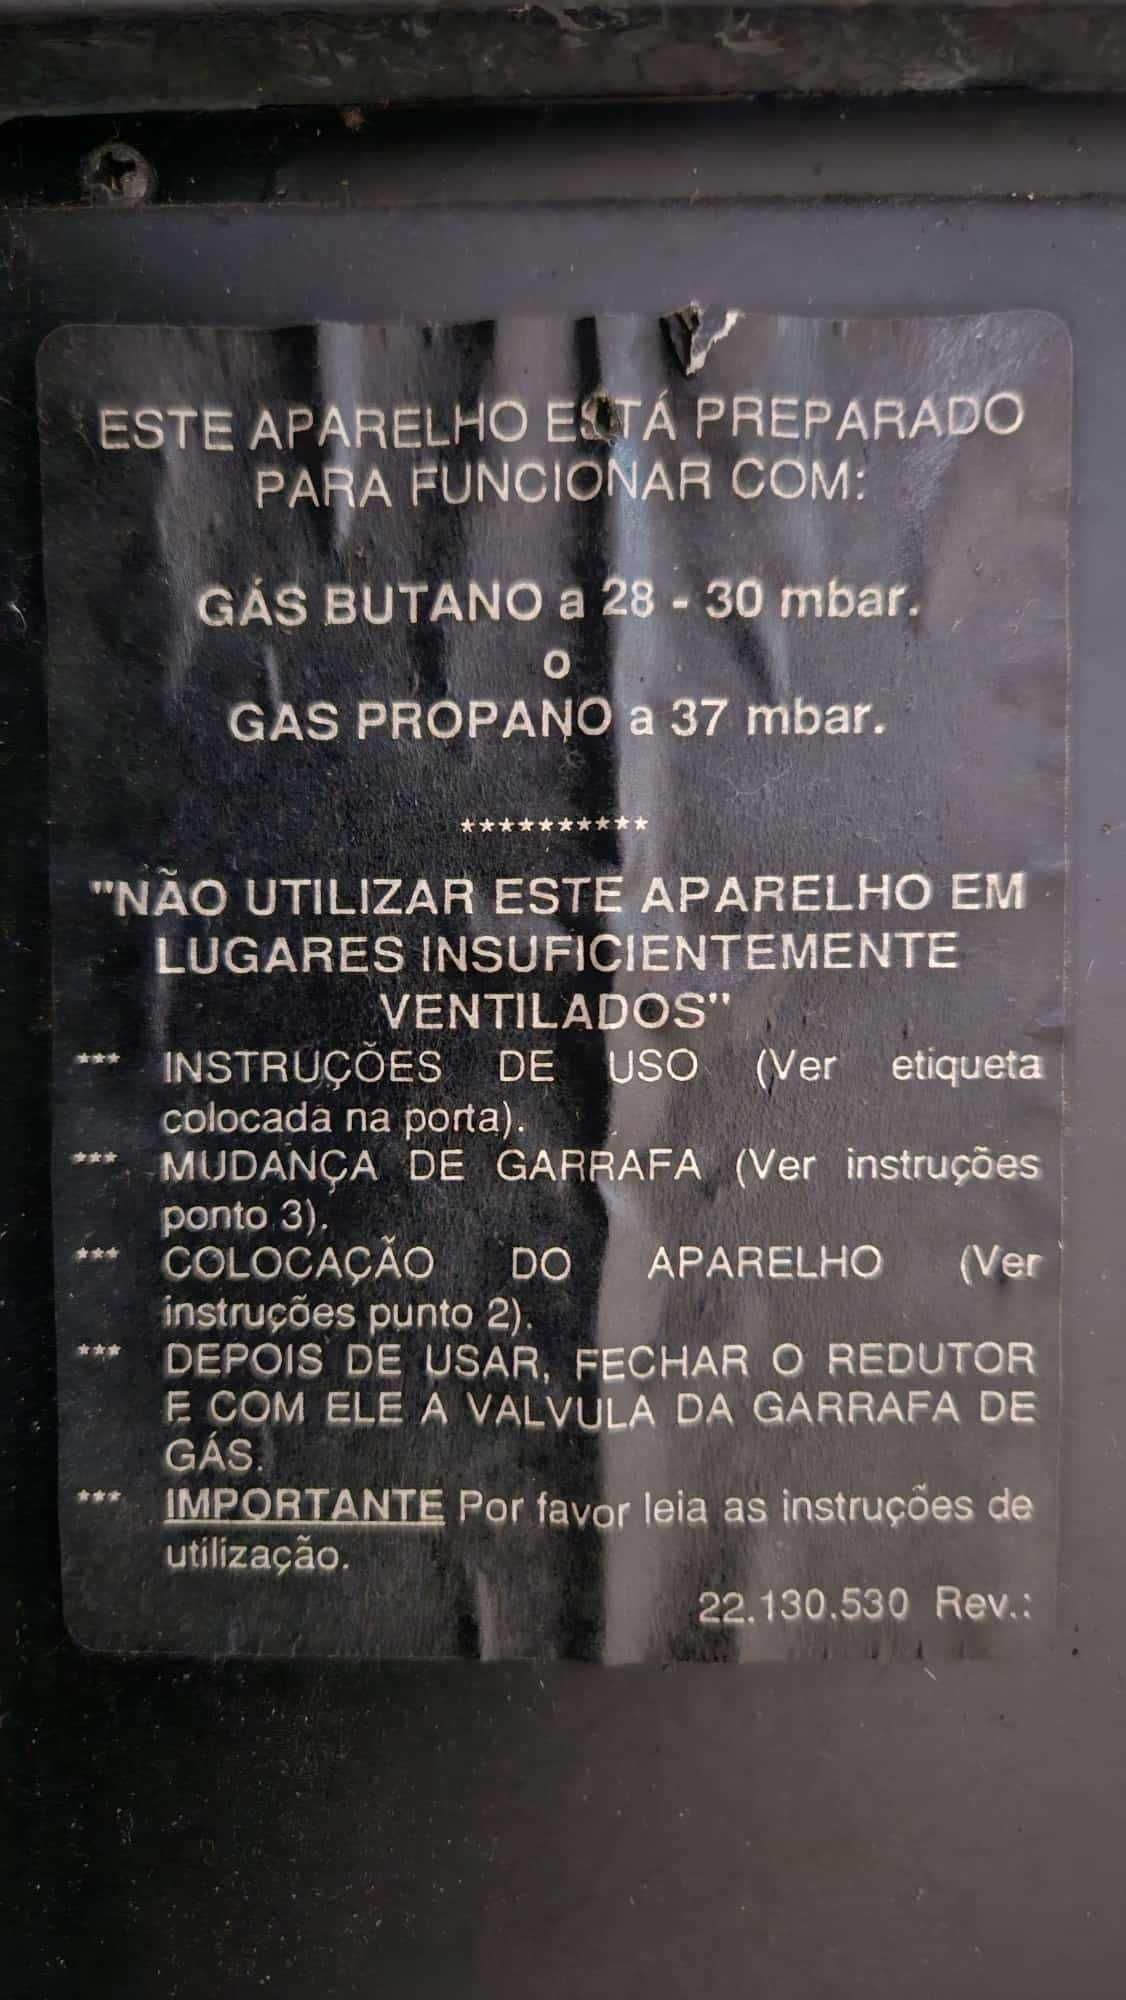 ESTE APARELHO ESTÁ PREPARADO
PARA FUNCIONAR COM:
GÁS BUTANO a 28 - 30 mbar.
o
GAS PROPANO a 37 mbar.
**********
"NÃO UTILIZAR ESTE APARELHO EM
LUGARES INSUFICIENTEMENTE
VENTILADOS"
*** INSTRUÇÕES DE USO (Ver etiqueta
colocada na porta).
*** MUDANÇA DE GARRAFA (Ver instruções
ponto 3).
*** COLOCAÇÃO DO APARELHO (Ver
instruções punto 2).
*** DEPOIS DE USAR, FECHAR O REDUTOR
E COM ELE A VALVULA DA GARRAFA DE
GÁS.
*** IMPORTANTE Por favor leia as instruções de
utilização.
22.130.530 Rev.: